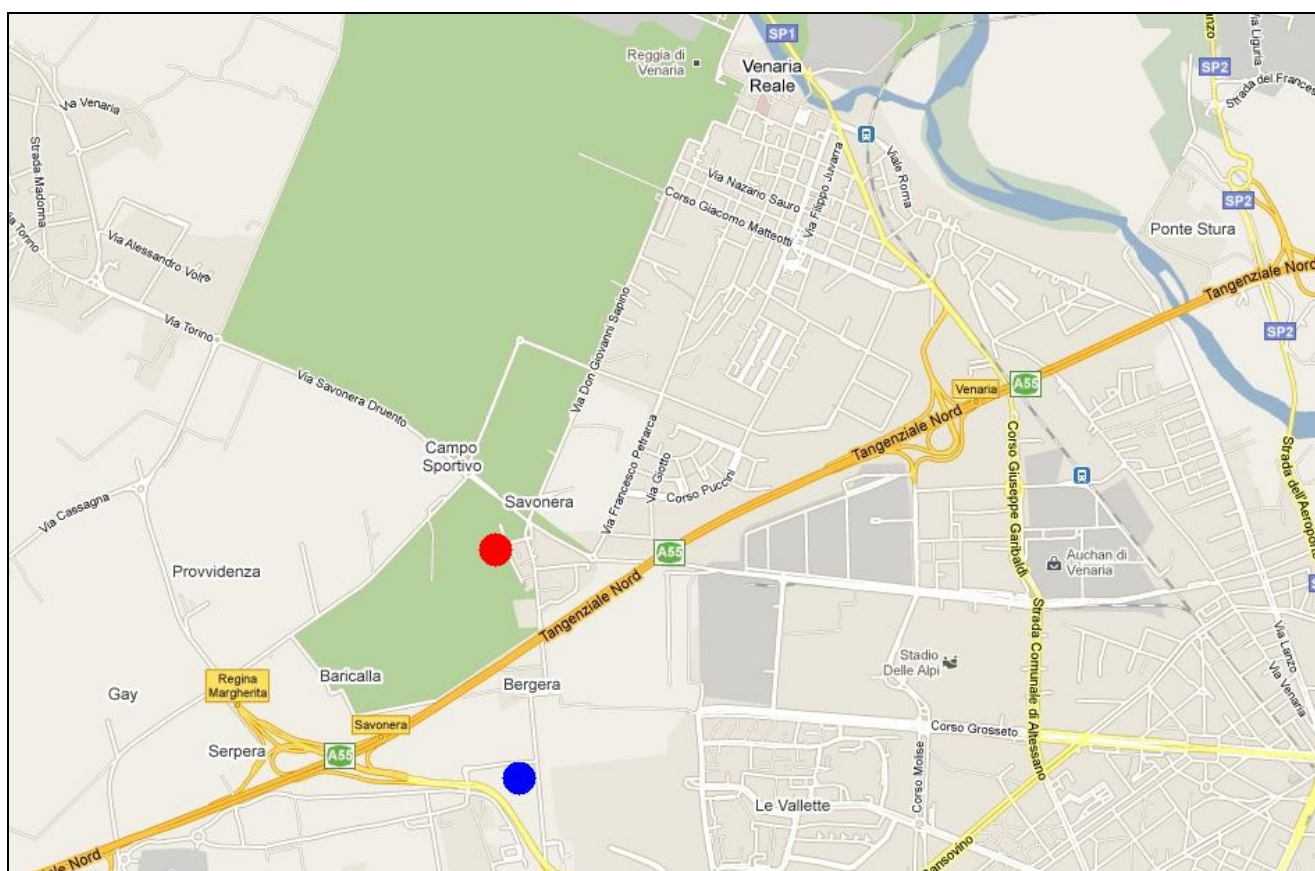 SP1
Reggia di
Venaria
Venaria
Reale
Via Liguria
SP2
Strada del Frances
Via Venaria
Strada Madonna
Viale Roma
Via Nazario Sauro
Corso Giacomo Matteotti
Via Filippo Juvarra
SP2
Ponte Stura
Via Torino
Via Alessandro Volta
Tangenziale Nord
Via Torino
Via Don Giovanni Sapino
SP2
Via Savonera Druento
Venaria
A55
Tangenziale Nord
Campo
Sportivo
Via Francesco Petrarca
Via Giotto
Corso Puccini
Corso Giuseppe Garibaldi
Strada dell'Aeroporto
Savonera
Via Cassagna
A55
Auchan di
Venaria
Provvidenza
Tangenziale Nord
Strada Comunale di Altessano
Via Lanzo
Via Venaria
Stadio
Delle Alpi
Regina
Margherita
Baricalla
Bergera
Gay
Savonera
Corso Grosseto
Serpera
A55
Corso Molise
Le Vallette
Sansovino
le Nord